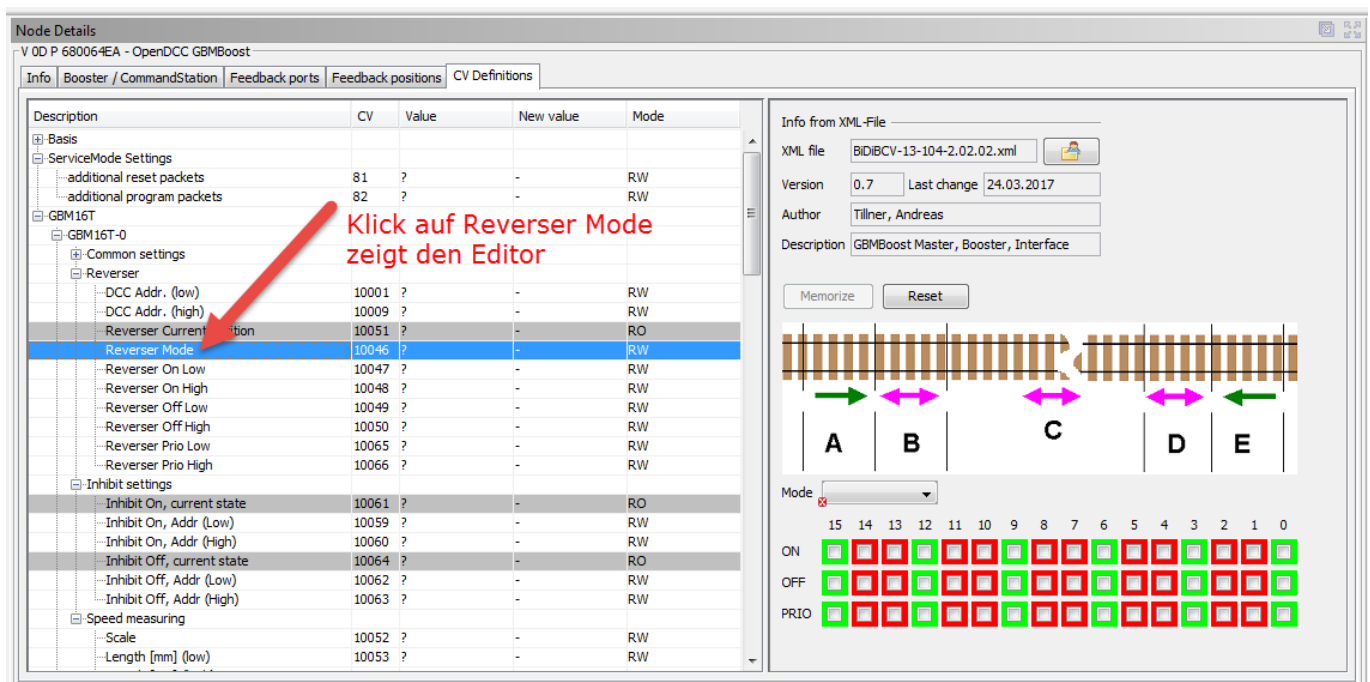 Node Details
V 0D P 680064EA - OpenDCC GBMBoost
Info Booster / CommandStation Feedback ports Feedback positions CV Definitions
Description CV Value New value Mode
Basis
ServiceMode Settings
additional reset packets 81 ? - RW
additional program packets 82 ? - RW
GBM16T
GBM16T-0
Common settings
Reverser
DCC Addr. (low) 10001 ? - RW
DCC Addr. (high) 10009 ? - RW
Reverser Current 10051 ? - RO
Reverser Mode 10046 ? - RW
Reverser On Low 10047 ? - RW
Reverser On High 10048 ? - RW
Reverser Off Low 10049 ? - RW
Reverser Off High 10050 ? - RW
Reverser Prio Low 10065 ? - RW
Reverser Prio High 10066 ? - RW
Inhibit settings
Inhibit On, current state 10061 ? - RO
Inhibit On, Addr (Low) 10059 ? - RW
Inhibit On, Addr (High) 10060 ? - RW
Inhibit Off, current state 10064 ? - RO
Inhibit Off, Addr (Low) 10062 ? - RW
Inhibit Off, Addr (High) 10063 ? - RW
Speed measuring
Scale 10052 ? - RW
Length [mm] (low) 10053 ? - RW
Klick auf Reverser Mode
zeigt den Editor
Info from XML-File
XML file BiDiBCV-13-104-2.02.02.xml
Version 0.7 Last change 24.03.2017
Author Tillner, Andreas
Description GBMBoost Master, Booster, Interface
Memorize Reset
A B C D E
Mode
15 14 13 12 11 10 9 8 7 6 5 4 3 2 1 0
ON
OFF
PRIO